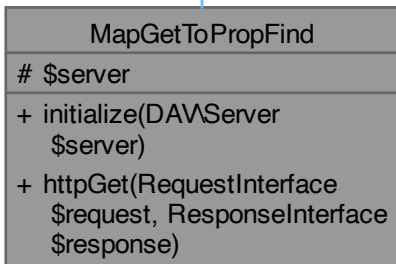 MapGetToPropFind
# $server
+ initialize(DAV\Server
$server)
+ httpGet(RequestInterface
$request, ResponseInterface
$response)